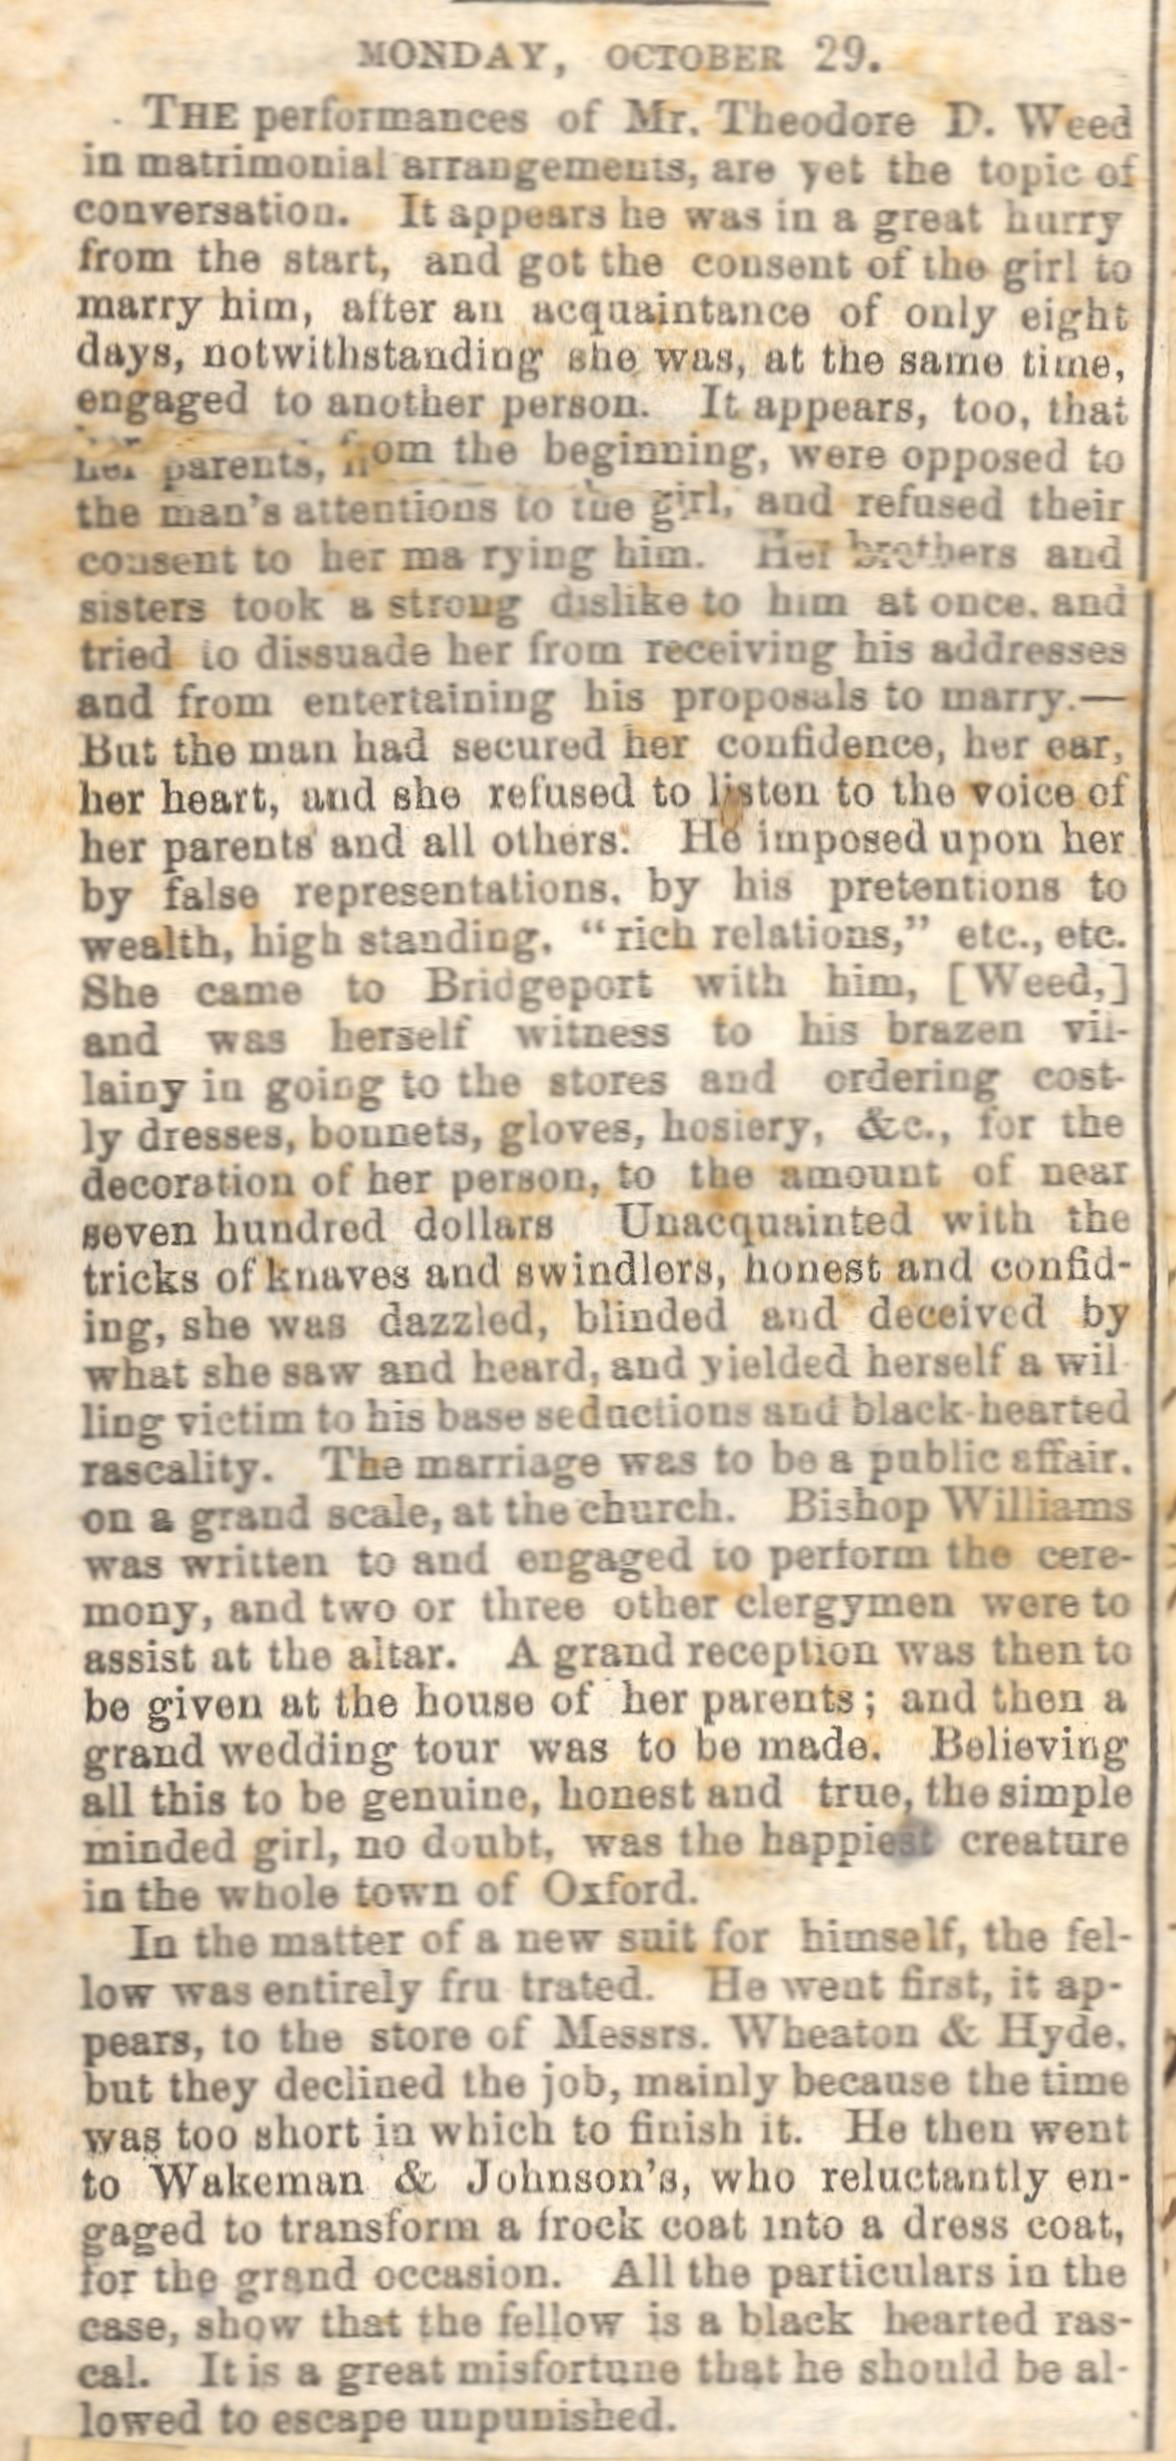 MONDAY, OCTOBER 29.
THE performances of Mr. Theodore D. Weed
in matrimonial arrangements, are yet the topic of
conversation. It appears he was in a great hurry
from the start, and got the consent of the girl to
marry him, after an acquaintance of only eight
days, notwithstanding she was, at the same time,
engaged to another person. It appears, too, that
her parents, from the beginning, were opposed to
the man's attentions to the girl, and refused their
consent to her ma rying him. Her brothers and
sisters took a strong dislike to him at once. and
tried to dissuade her from receiving his addresses
and from entertaining his proposals to marry.—
But the man had secured her confidence, her ear,
her heart, and she refused to listen to the voice of
her parents and all others. He imposed upon her
by false representations, by his pretentions to
wealth, high standing, "rich relations," etc., etc.
She came to Bridgeport with him, [Weed,]
and was herself witness to his brazen vil-
lainy in going to the stores and ordering cost-
ly dresses, bonnets, gloves, hosiery, &c., for the
decoration of her person, to the amount of near
seven hundred dollars Unacquainted with the
tricks of knaves and swindlers, honest and confid-
ing, she was dazzled, blinded and deceived by
what she saw and heard, and yielded herself a wil
ling victim to his base seductions and black-hearted
rascality. The marriage was to be a public affair.
on a grand scale, at the church. Bishop Williams
was written to and engaged to perform the cere-
mony, and two or three other clergymen were to
assist at the altar. A grand reception was then to
be given at the house of her parents; and then a
grand wedding tour was to be made. Believing
all this to be genuine, honest and true, the simple
minded girl, no doubt, was the happiest creature
in the whole town of Oxford.
In the matter of a new suit for himself, the fel-
low was entirely fru trated. He went first, it ap-
pears, to the store of Messrs. Wheaton & Hyde.
but they declined the job, mainly because the time
was too short in which to finish it. He then went
to Wakeman & Johnson's, who reluctantly en-
gaged to transform a frock coat into a dress coat,
for the grand occasion. All the particulars in the
case, show that the fellow is a black hearted ras-
cal. It is a great misfortune that he should be al-
lowed to escape unpunished.